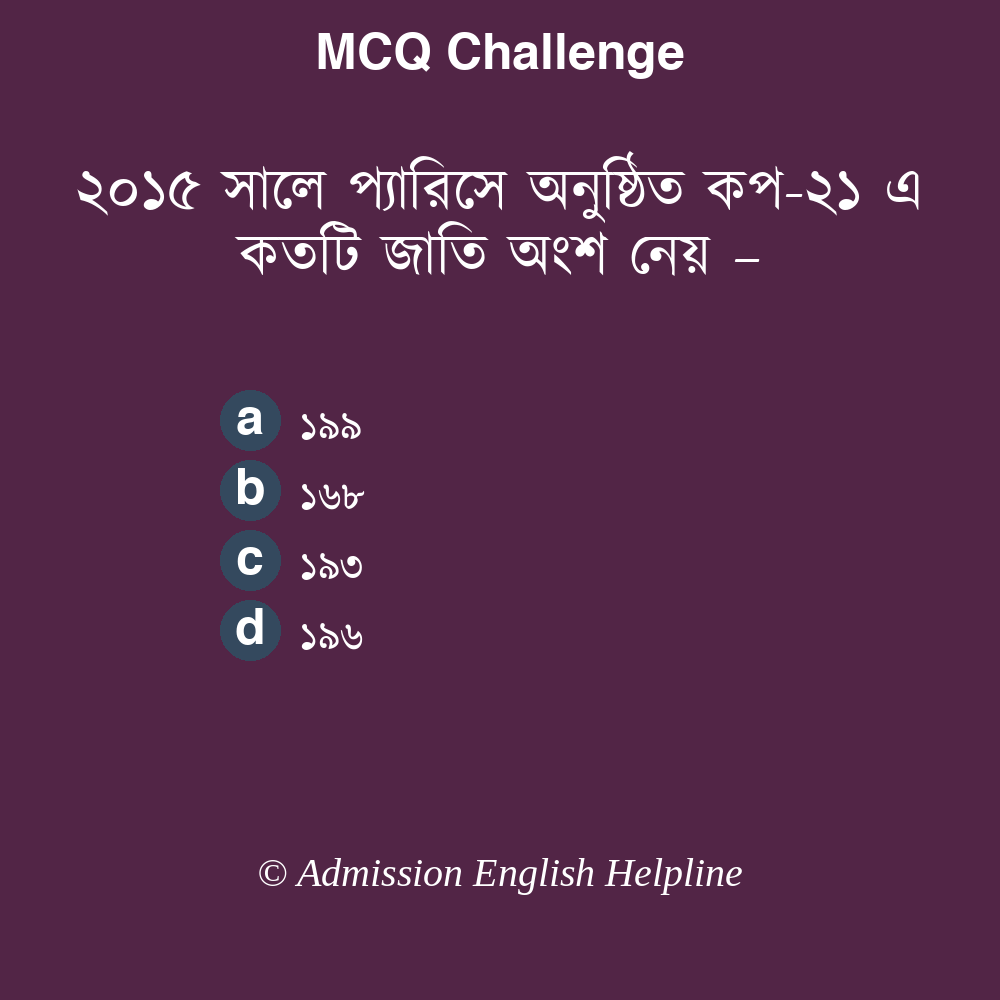 MCQ Challenge
২০১৫ সালে প্যারিসে অনুষ্ঠিত কপ-২১ এ
কতটি জাতি অংশ নেয় –
a ১৯৯
b ১৬৮
c ১৯৩
d ১৯৬
© Admission English Helpline